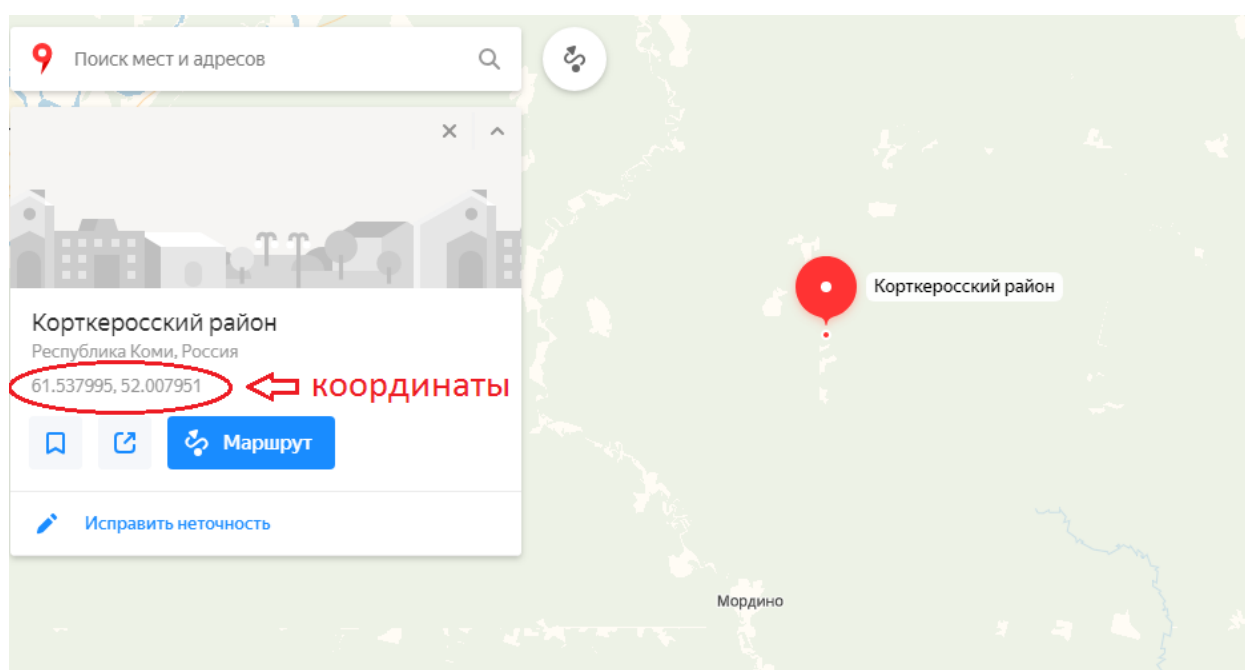 Поиск мест и адресов
Корткеросский район
Республика Коми, Россия
61.537995, 52.007951
координаты
Маршрут
Исправить неточность
Корткеросский район
Мордино